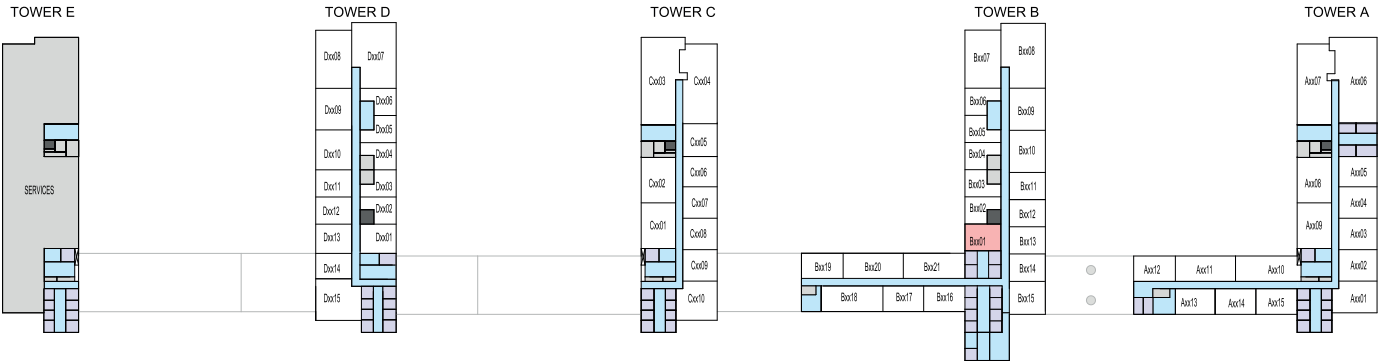 TOWER E
TOWER D
TOWER C
TOWER B
TOWER A
SERVICES
Dxx08
Dxx07
Dxx09
Dxx06
Dxx05
Dxx10
Dxx04
Dxx11
Dxx03
Dxx12
Dxx02
Dxx13
Dxx01
Dxx14
Dxx15
Cxx03
Cxx04
Cxx05
Cxx02
Cxx06
Cxx07
Cxx01
Cxx08
Cxx09
Cxx10
Bxx07
Bxx08
Bxx06
Bxx09
Bxx05
Bxx04
Bxx10
Bxx03
Bxx11
Bxx02
Bxx12
Bxx01
Bxx13
Bxx19
Bxx20
Bxx21
Bxx14
Bxx18
Bxx17
Bxx16
Bxx15
Axx07
Axx06
Axx05
Axx08
Axx04
Axx09
Axx03
Axx12
Axx11
Axx10
Axx02
Axx13
Axx14
Axx15
Axx01